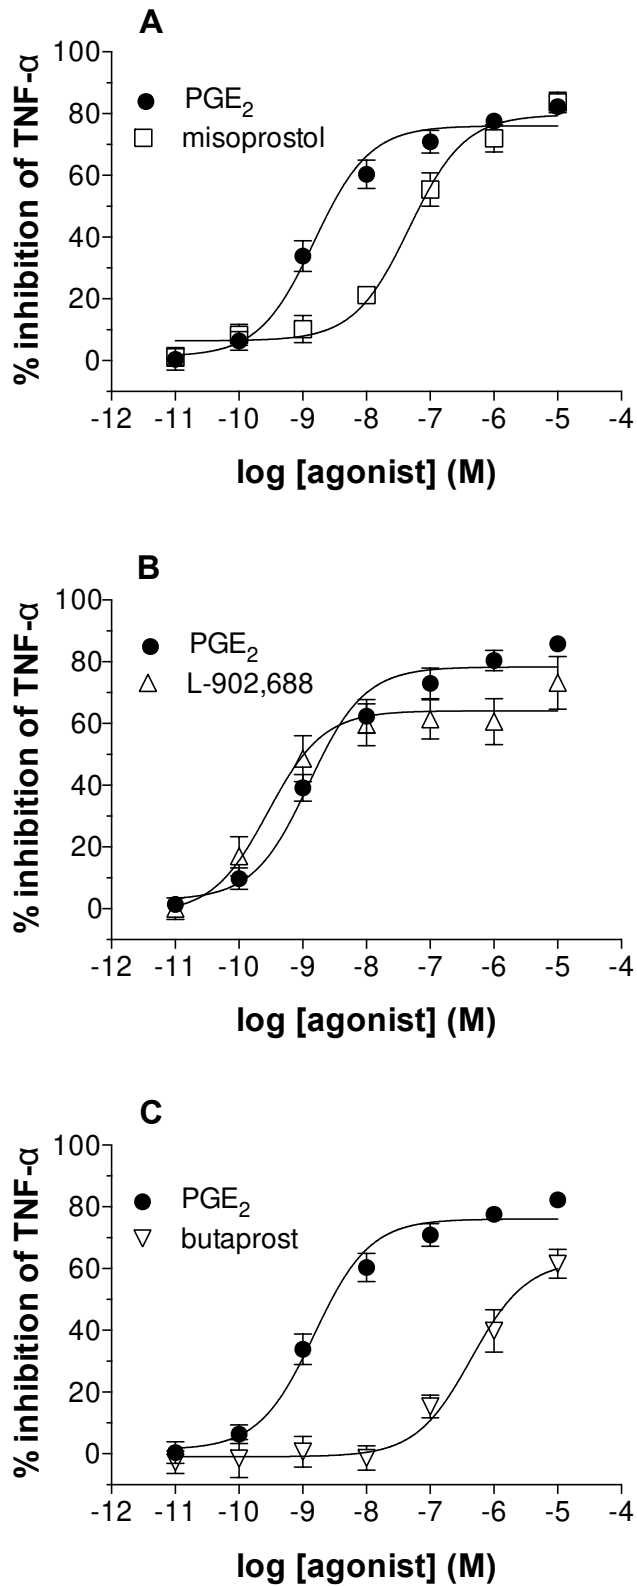 A
% inhibition of TNF-α
100
80
60
40
20
0
PGE2
misoprostol
-12 -11 -10 -9 -8 -7 -6 -5 -4
log [agonist] (M)
B
% inhibition of TNF-α
100
80
60
40
20
0
PGE2
L-902,688
-12 -11 -10 -9 -8 -7 -6 -5 -4
log [agonist] (M)
C
% inhibition of TNF-α
100
80
60
40
20
0
PGE2
butaprost
-12 -11 -10 -9 -8 -7 -6 -5 -4
log [agonist] (M)